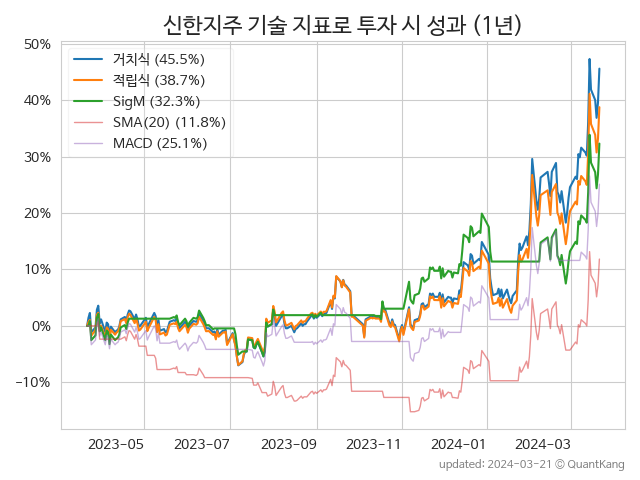 신한지주 기술 지표로 투자 시 성과 (1년)
50%
40%
30%
20%
10%
0%
−10%
거치식 (45.5%)
적립식 (38.7%)
SigM (32.3%)
SMA(20) (11.8%)
MACD (25.1%)
2023-05
2023-07
2023-09
2023-11
2024-01
2024-03
updated: 2024-03-21 © QuantKang